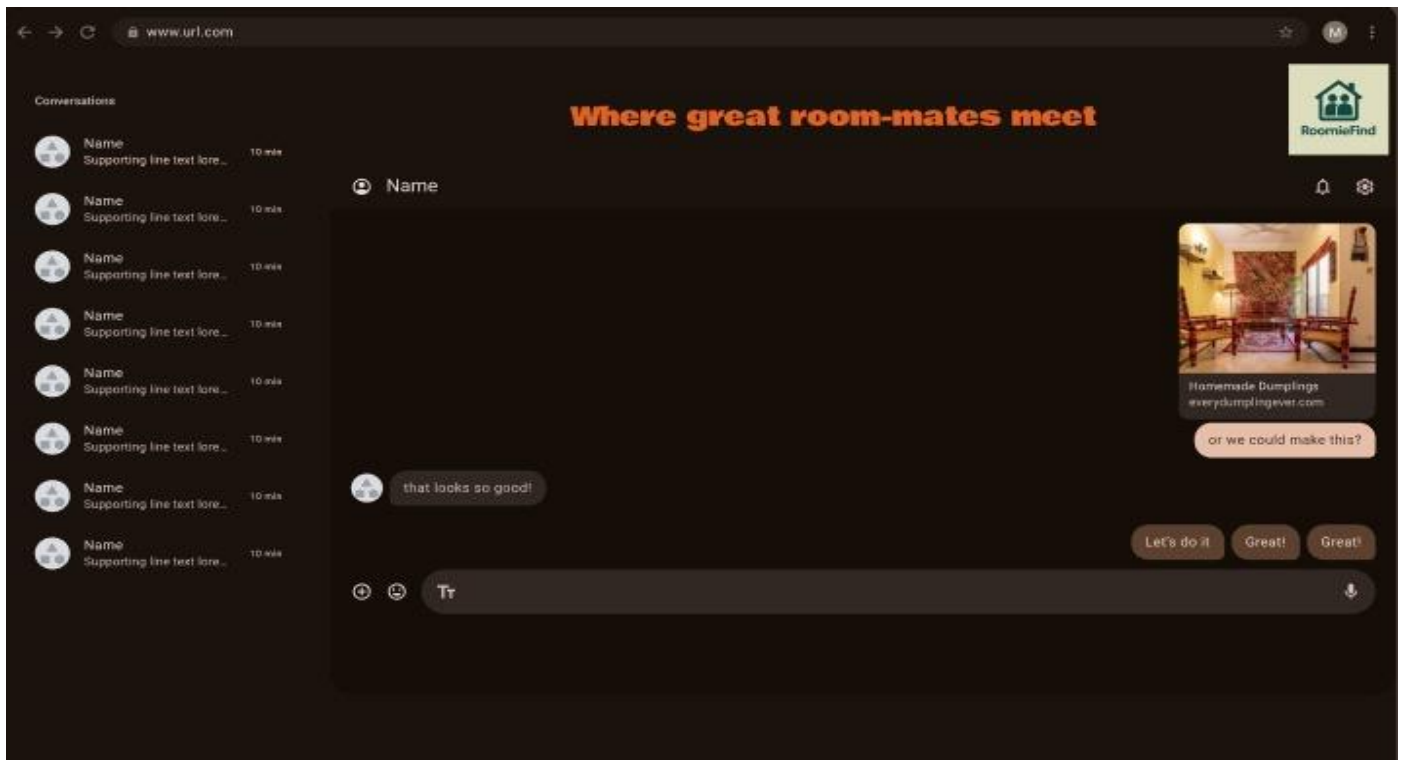 www.url.com
M
Where great room-mates meet
RoomieFind
Conversations
Name
Supporting line text lore...
10 min
Name
Supporting line text lore...
10 min
Name
Supporting line text lore...
10 min
Name
Supporting line text lore...
10 min
Name
Supporting line text lore...
10 min
Name
Supporting line text lore...
10 min
Name
Supporting line text lore...
10 min
Name
Supporting line text lore...
10 min
Name
Homemade Dumplings
everydumplingever.com
or we could make this?
that looks so good!
Let's do it
Great!
Great!
Tт